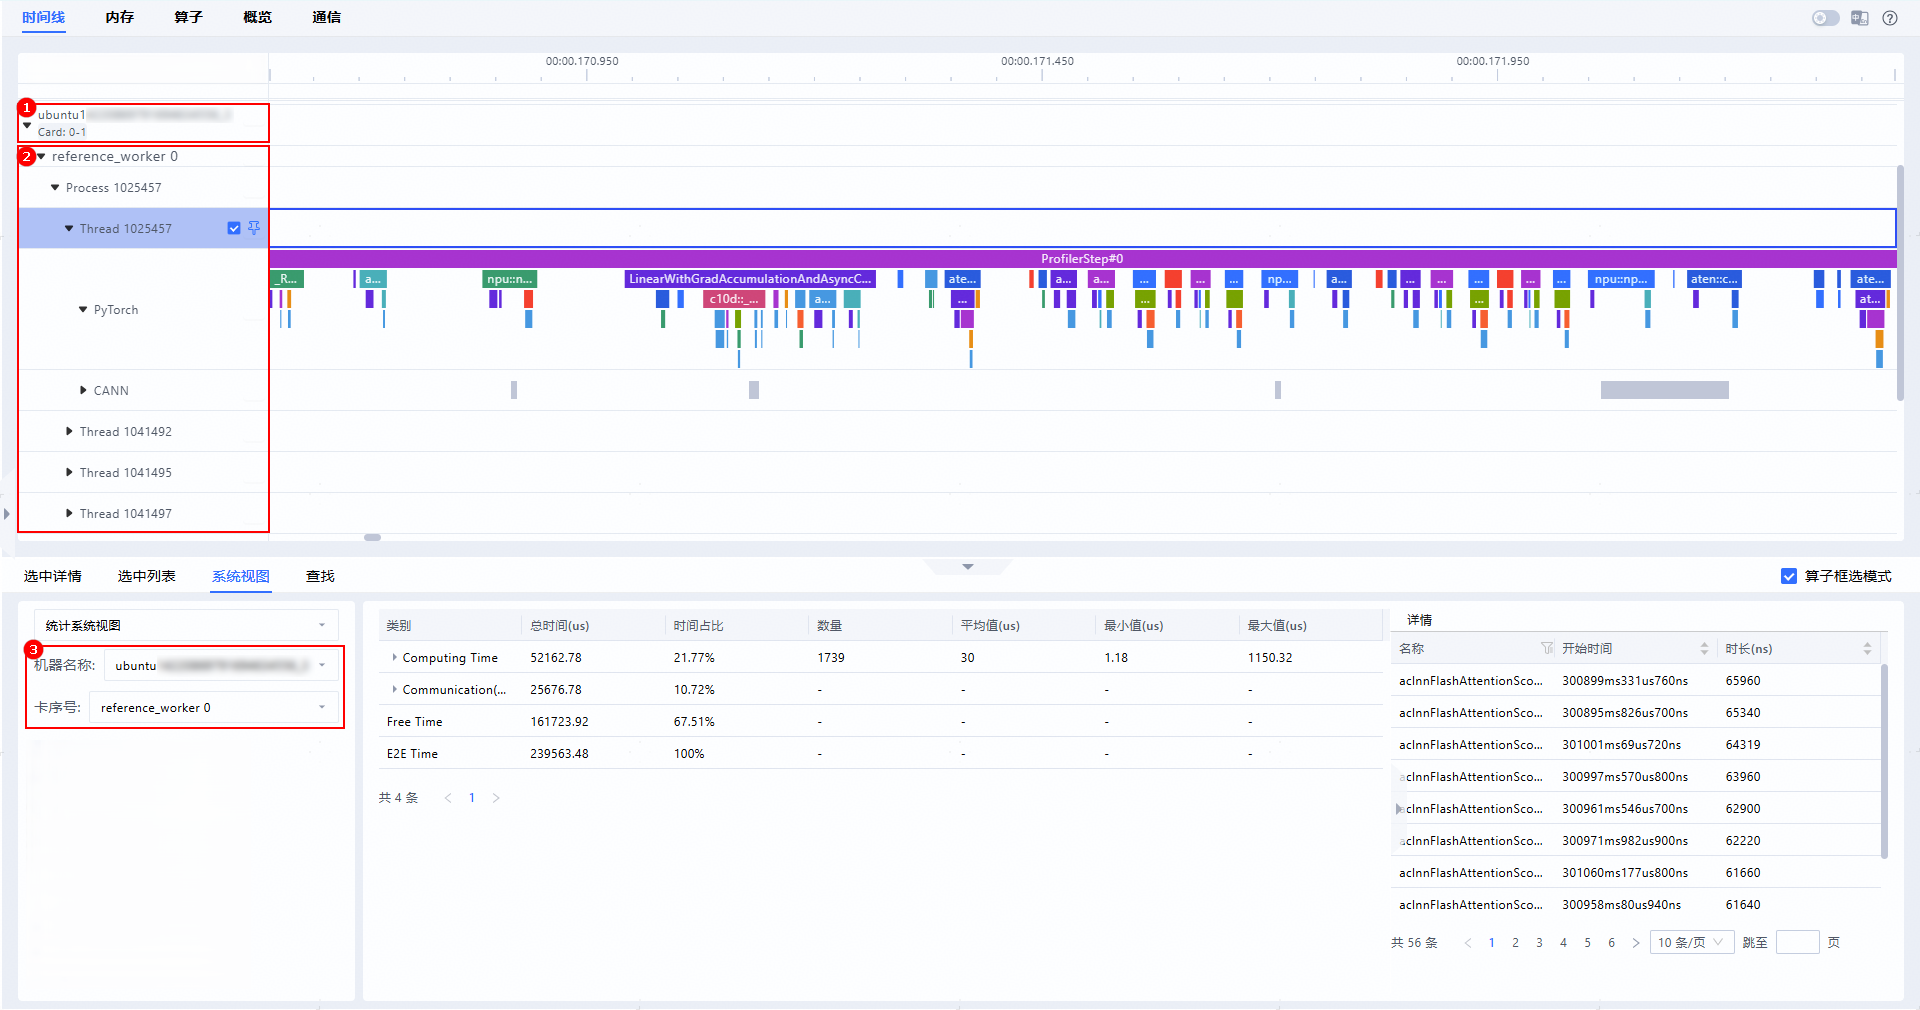 时间线 内存 算子 概览 通信
00:00.170.950 00:00.171.450 00:00.171.950
1
ubuntu1
Card: 0-1
2
reference_worker 0
Process 1025457
Thread 1025457
ProfilerStep#0
_R... a... npu::n... LinearWithGradAccumulationAndAsyncC... ate... a... a... ... ... ... np... a... ... ... ... ... ... npu::np... aten::c... ate...
c10d::_... a... ... ... ... ... ... at...
PyTorch
CANN
Thread 1041492
Thread 1041495
Thread 1041497
选中详情 选中列表 系统视图 查找 算子框选模式
统计系统视图
3
机器名称: ubuntu
卡序号: reference_worker 0
类别 总时间(us) 时间占比 数量 平均值(us) 最小值(us) 最大值(us)
Computing Time 52162.78 21.77% 1739 30 1.18 1150.32
Communication(... 25676.78 10.72% - - - -
Free Time 161723.92 67.51% - - - -
E2E Time 239563.48 100% - - - -
共 4 条 < 1 >
详情
名称 开始时间 时长(ns)
aclnnFlashAttentionSco... 300899ms331us760ns 65960
aclnnFlashAttentionSco... 300895ms826us700ns 65340
aclnnFlashAttentionSco... 301001ms69us720ns 64319
aclnnFlashAttentionSco... 300997ms570us800ns 63960
aclnnFlashAttentionSco... 300961ms546us700ns 62900
aclnnFlashAttentionSco... 300971ms982us900ns 62220
aclnnFlashAttentionSco... 301060ms177us800ns 61660
aclnnFlashAttentionSco... 300958ms80us940ns 61640
共 56 条 < 1 2 3 4 5 6 > 10 条/页 跳至 页